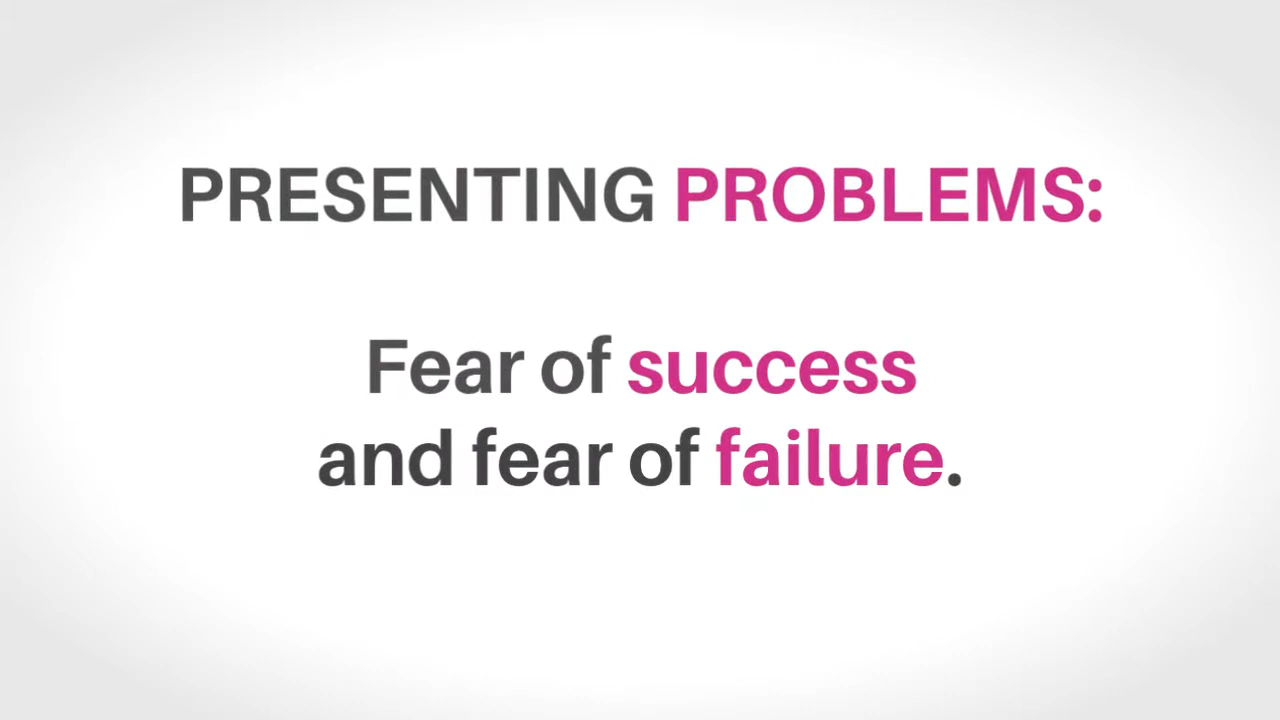 PRESENTING PROBLEMS:
Fear of success
and fear of failure.